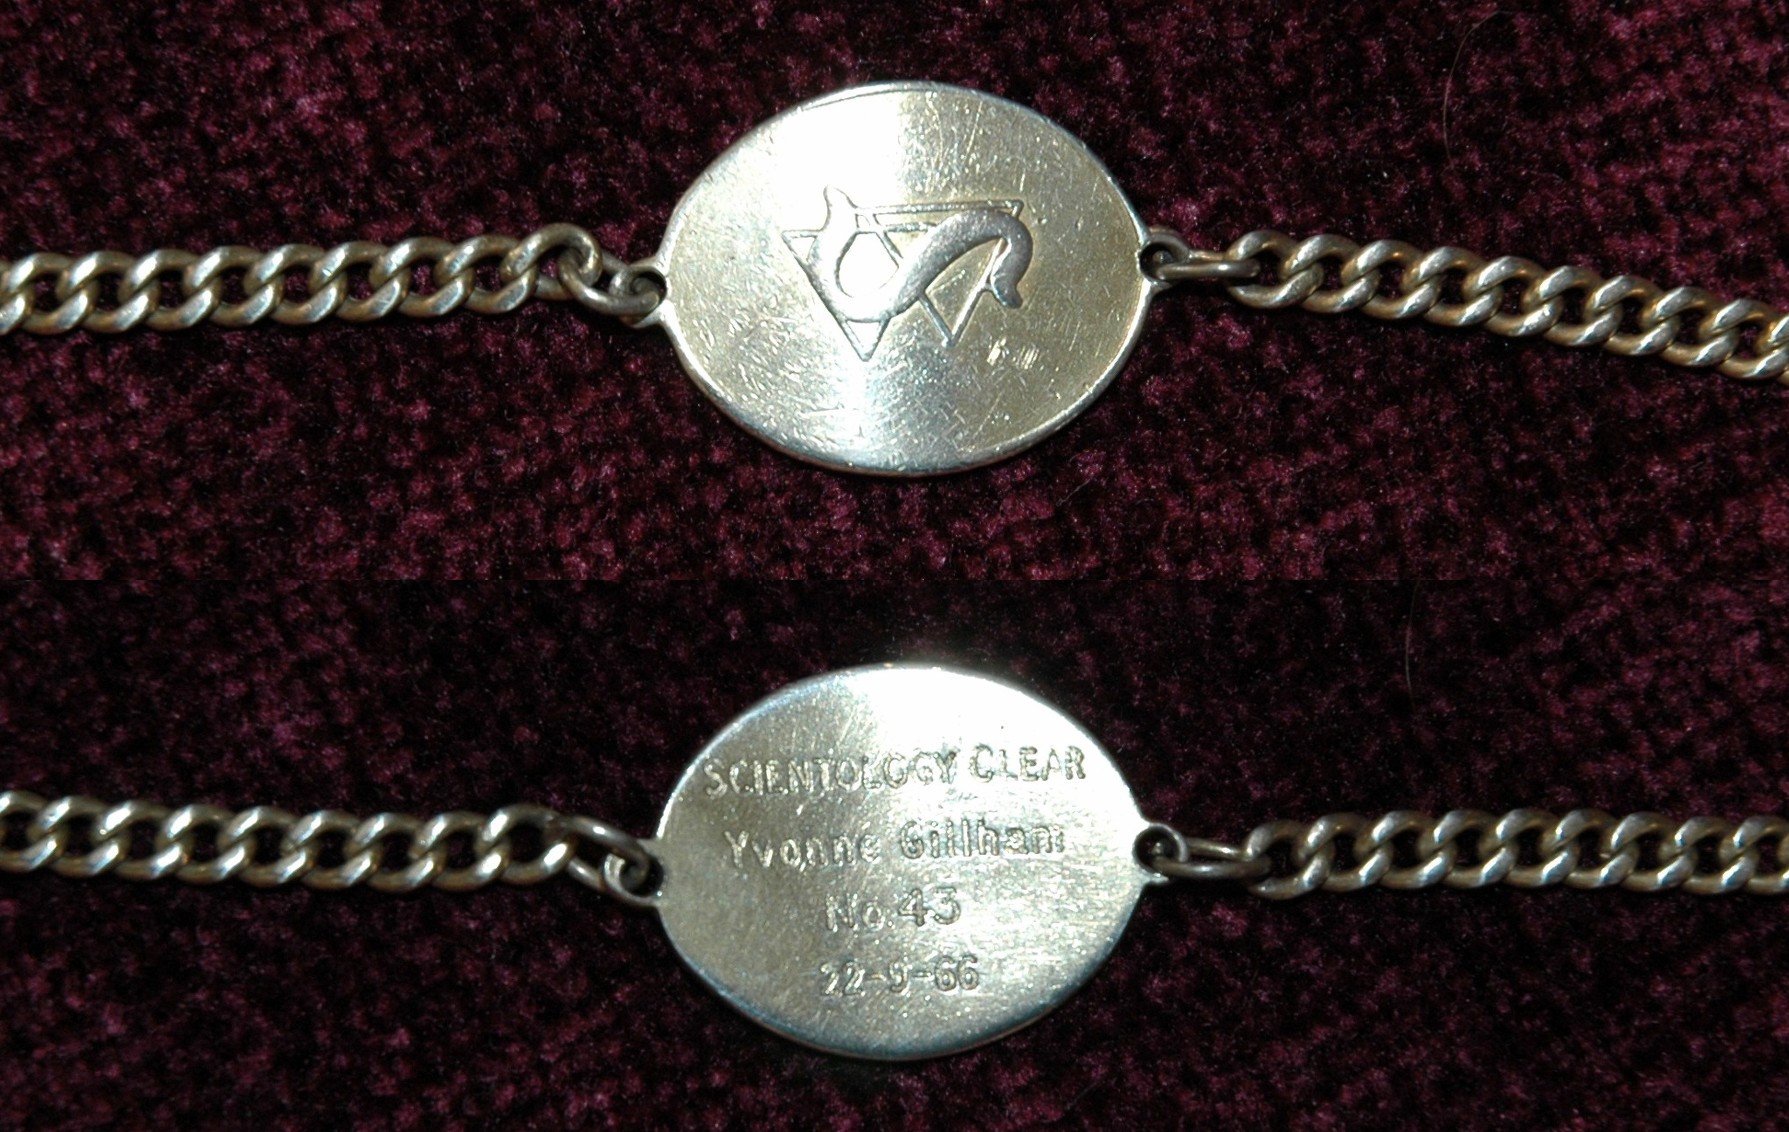 SCIENTOLOGY CLEAR
Yvonne Gillham
No. 43
22-9-66